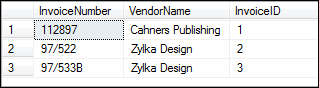 InvoiceNumber VendorName InvoiceID
1 112897 Cahners Publishing 1
2 97/522 Zylka Design 2
3 97/533B Zylka Design 3